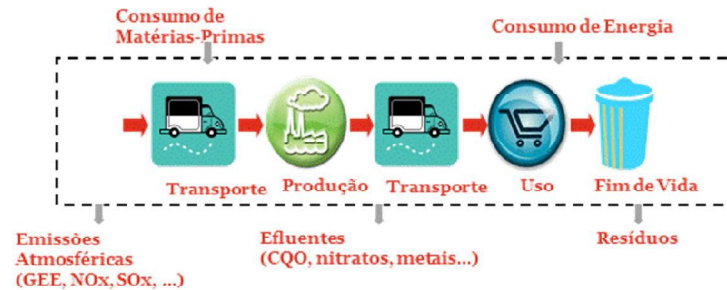 Consumo de
Matérias-Primas
Consumo de Energia
Transporte
Produção
Transporte
Uso
Fim de Vida
Emissões
Atmosféricas
(GEE, NOx, SOx, ...)
Efluentes
(CQO, nitratos, metais...)
Resíduos